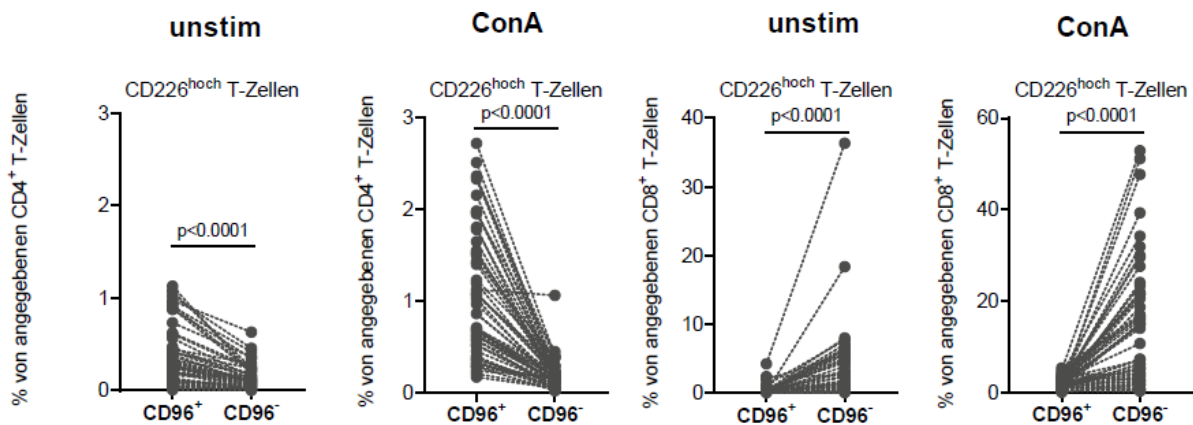 unstim
CD226hoch T-Zellen
% von angegebenen CD4+ T-Zellen
3
2
1
0
p<0.0001
CD96+ CD96-
ConA
CD226hoch T-Zellen
% von angegebenen CD4+ T-Zellen
3
2
1
0
p<0.0001
CD96+ CD96-
unstim
CD226hoch T-Zellen
% von angegebenen CD8+ T-Zellen
40
30
20
10
0
p<0.0001
CD96+ CD96-
ConA
CD226hoch T-Zellen
% von angegebenen CD8+ T-Zellen
60
40
20
0
p<0.0001
CD96+ CD96-